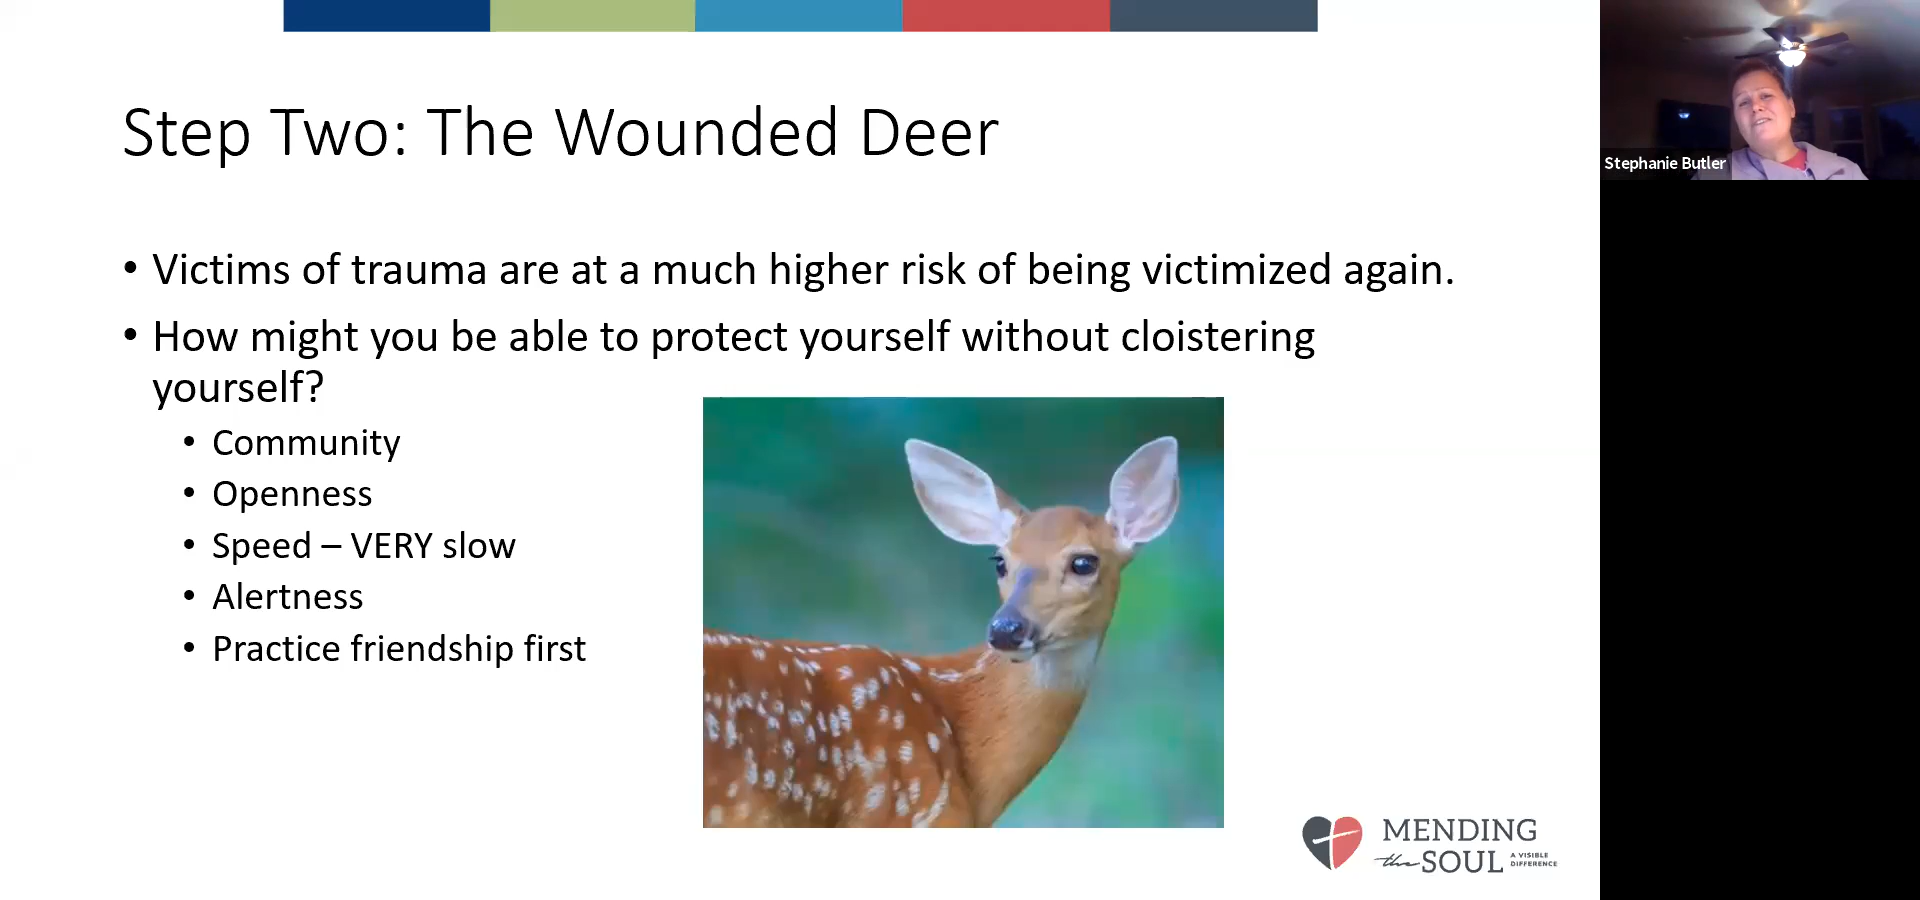 Step Two: The Wounded Deer
• Victims of trauma are at a much higher risk of being victimized again.
• How might you be able to protect yourself without cloistering
yourself?
• Community
• Openness
• Speed – VERY slow
• Alertness
• Practice friendship first
MENDING
the SOUL A VISIBLE
DIFFERENCE
Stephanie Butler